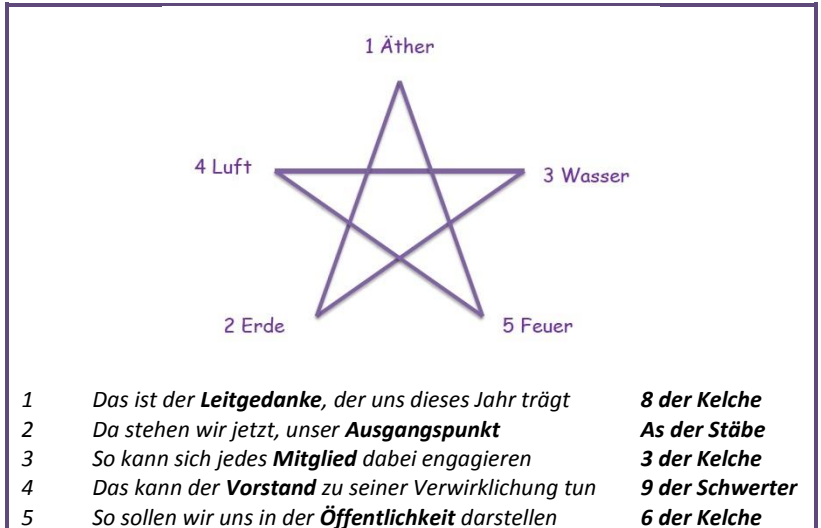 1 Äther
4 Luft
3 Wasser
2 Erde
5 Feuer
1 Das ist der Leitgedanke, der uns dieses Jahr trägt 8 der Kelche
2 Da stehen wir jetzt, unser Ausgangspunkt As der Stäbe
3 So kann sich jedes Mitglied dabei engagieren 3 der Kelche
4 Das kann der Vorstand zu seiner Verwirklichung tun 9 der Schwerter
5 So sollen wir uns in der Öffentlichkeit darstellen 6 der Kelche